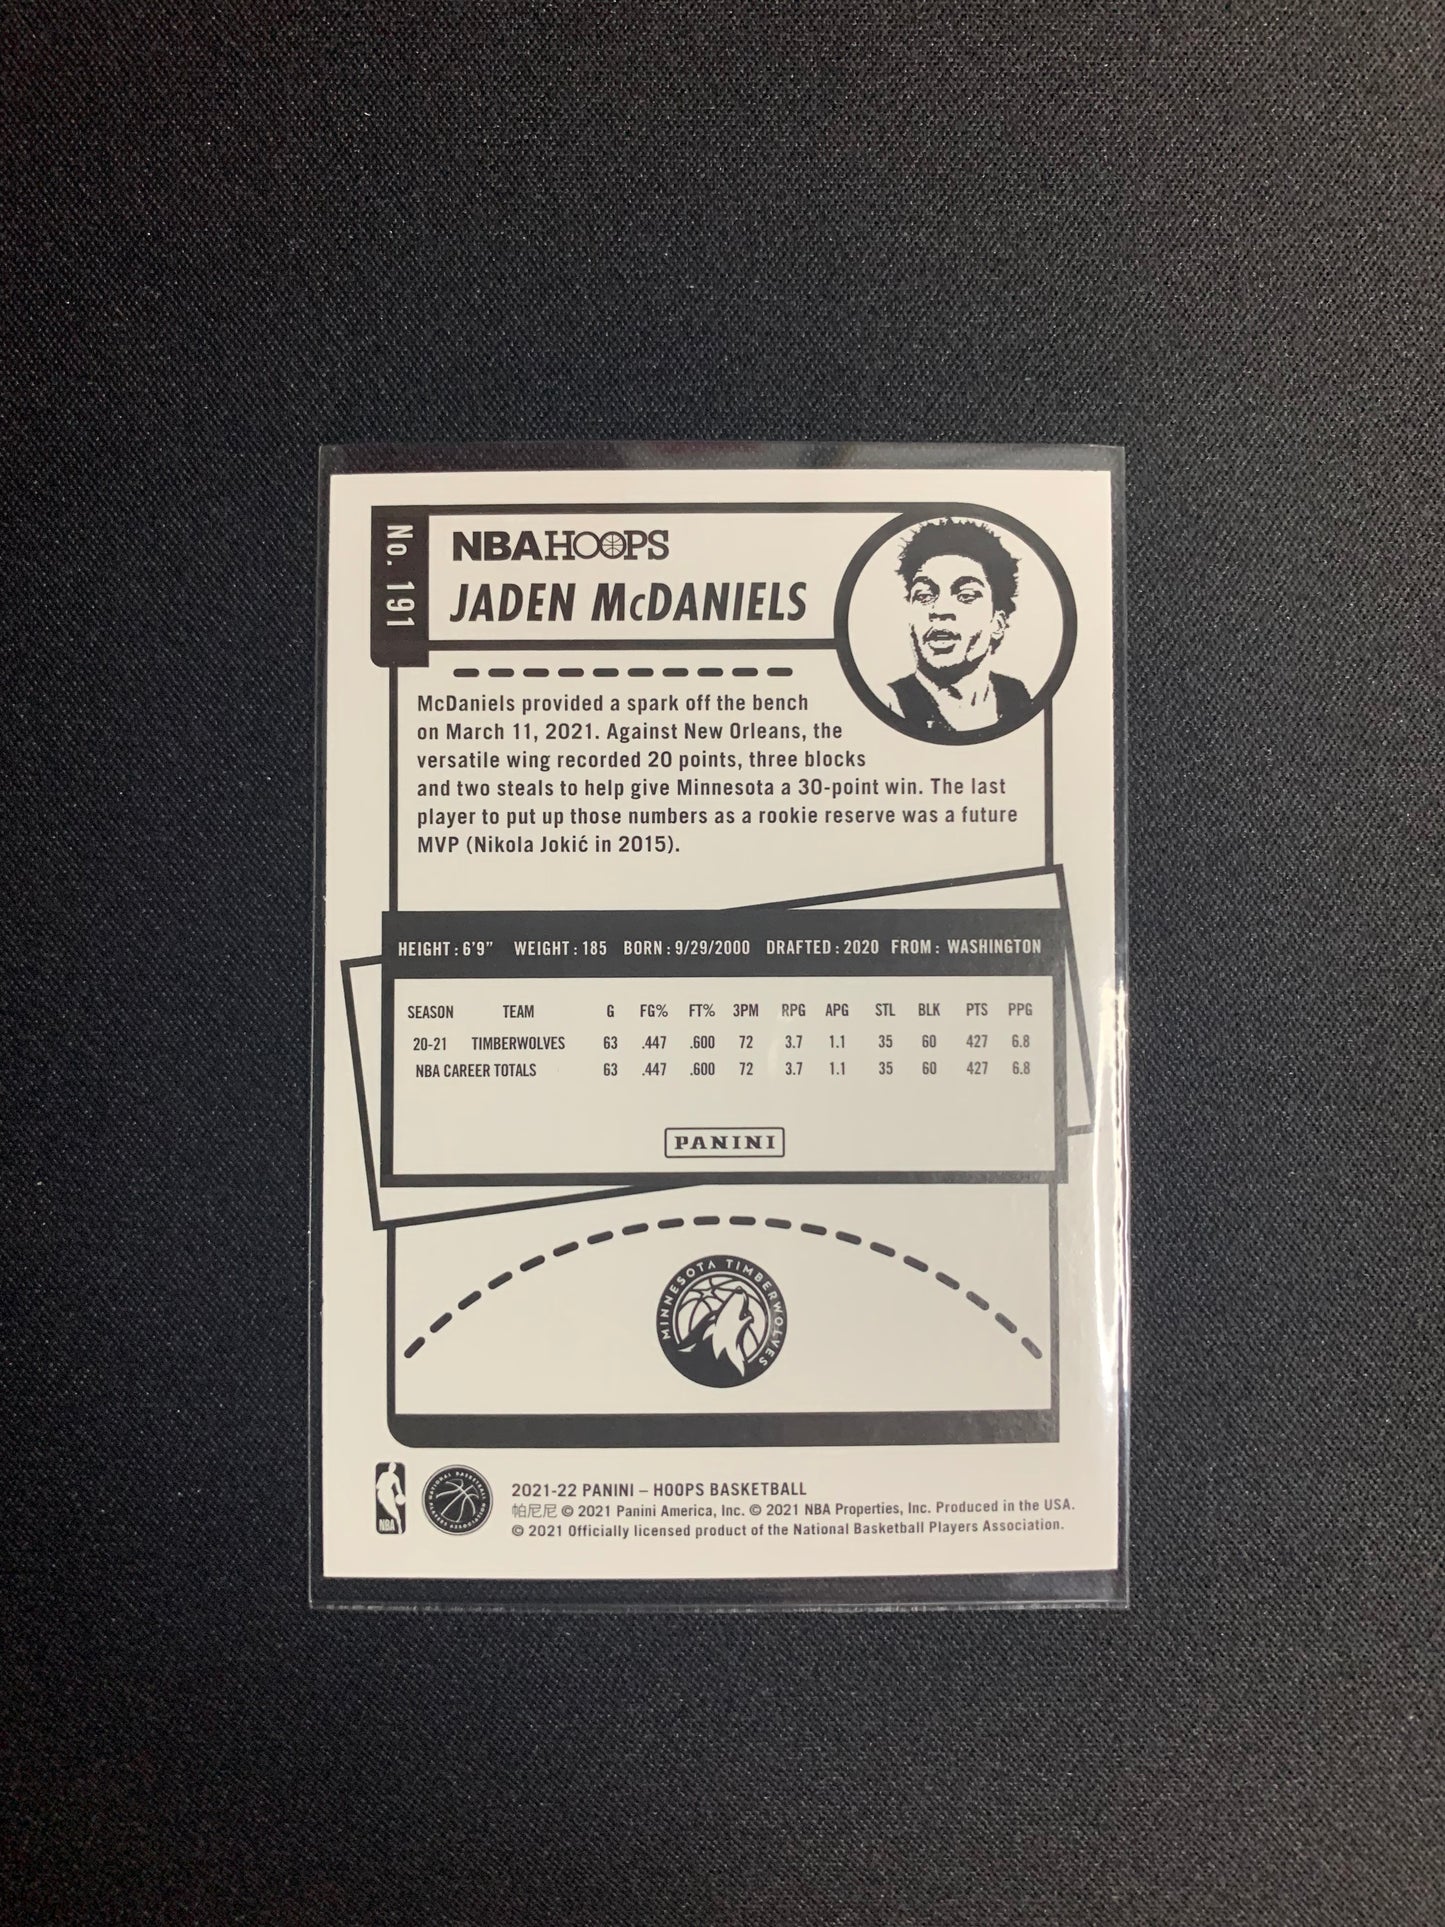 No. 191
NBA HOOPS
JADEN McDANIELS
McDaniels provided a spark off the bench
on March 11, 2021. Against New Orleans, the
versatile wing recorded 20 points, three blocks
and two steals to help give Minnesota a 30-point win. The last
player to put up those numbers as a rookie reserve was a future
MVP (Nikola Jokić in 2015).
HEIGHT : 6'9" WEIGHT : 185 BORN : 9/29/2000 DRAFTED : 2020 FROM : WASHINGTON
SEASON TEAM G FG% FT% 3PM RPG APG STL BLK PTS PPG
20-21 TIMBERWOLVES 63 .447 .600 72 3.7 1.1 35 60 427 6.8
NBA CAREER TOTALS 63 .447 .600 72 3.7 1.1 35 60 427 6.8
PANINI
MINNESOTA TIMBERWOLVES
NBA
NATIONAL BASKETBALL PLAYERS ASSOCIATION
2021-22 PANINI – HOOPS BASKETBALL
帕尼尼 © 2021 Panini America, Inc. © 2021 NBA Properties, Inc. Produced in the USA.
© 2021 Officially licensed product of the National Basketball Players Association.